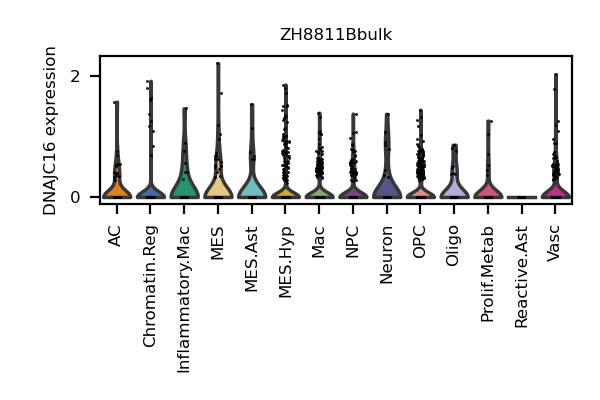 ZH8811Bbulk
DNAJC16 expression
2
0
AC
Chromatin.Reg
Inflammatory.Mac
MES
MES.Ast
MES.Hyp
Mac
NPC
Neuron
OPC
Oligo
Prolif.Metab
Reactive.Ast
Vasc